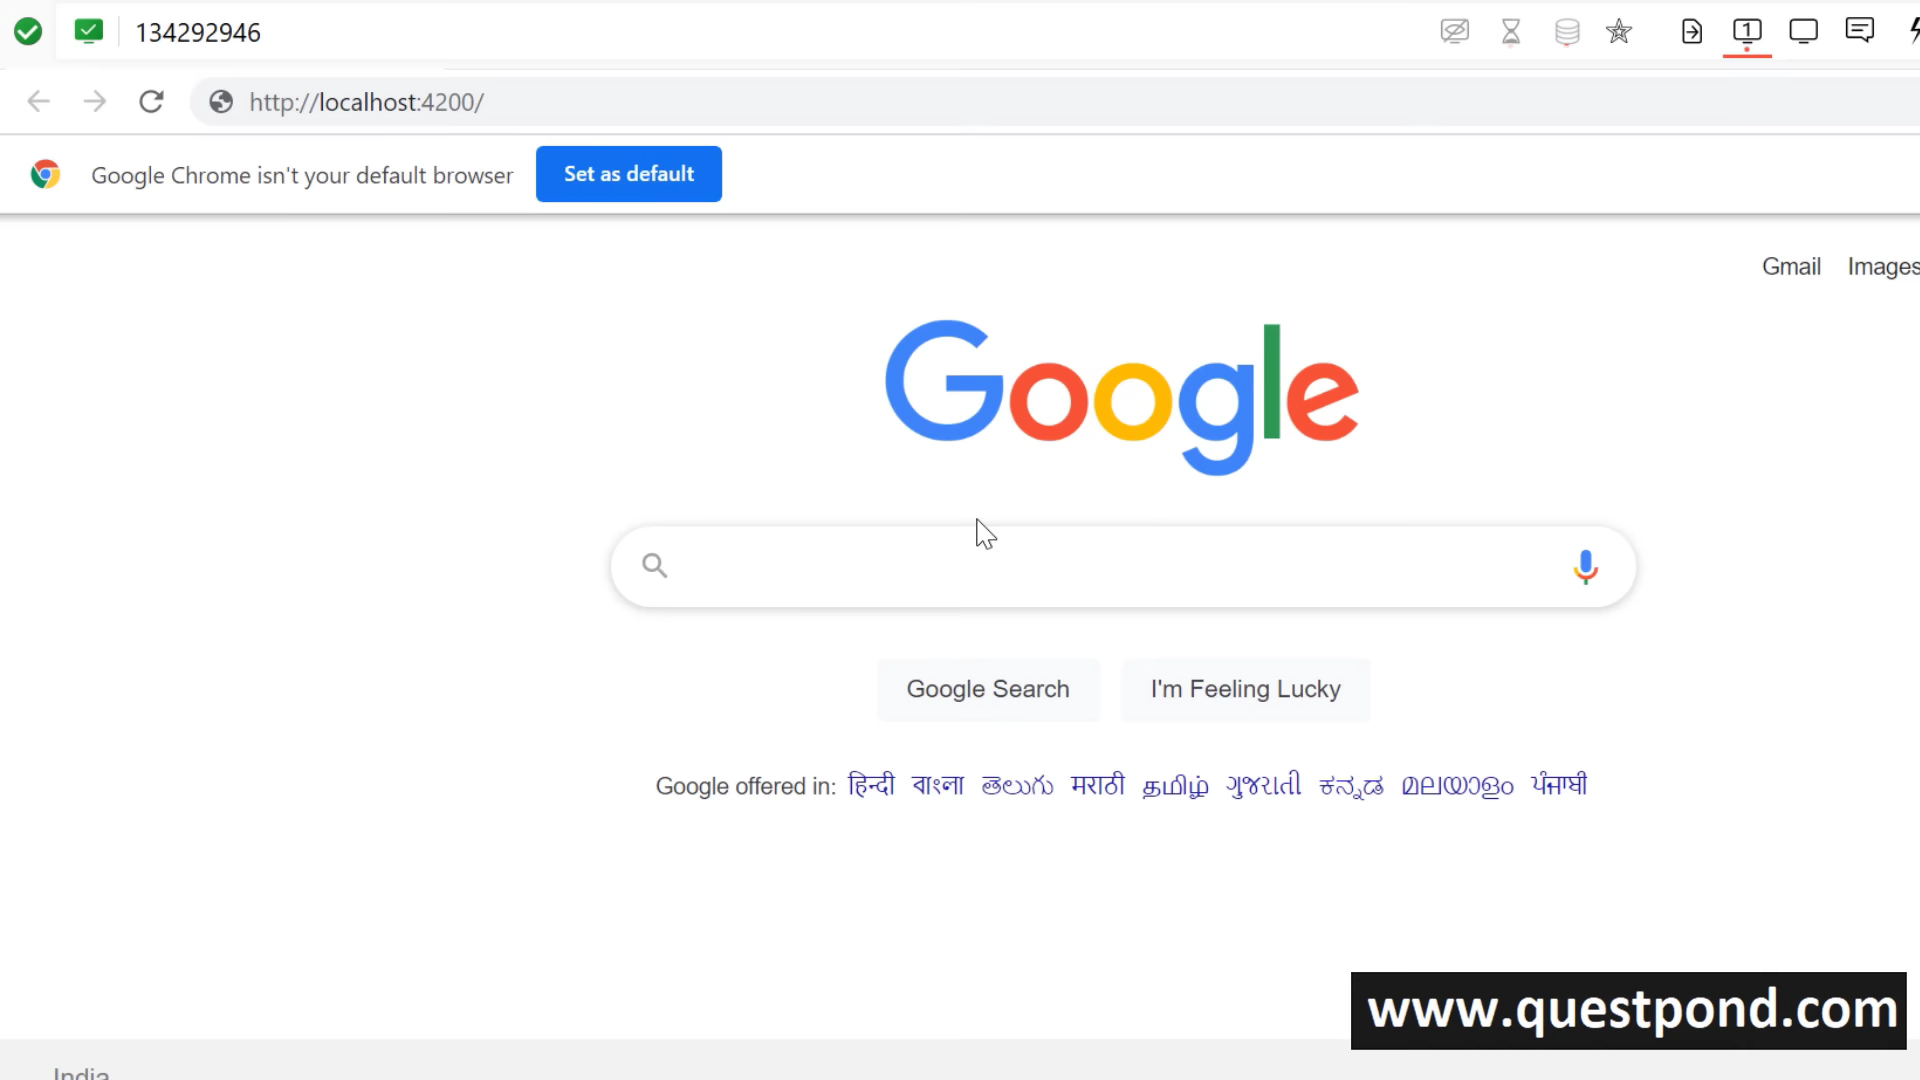 134292946
1
http://localhost:4200/
Google Chrome isn't your default browser Set as default
Gmail Images
Google
Google Search I'm Feeling Lucky
Google offered in: हिन्दी বাংলা తెలుగు मराठी தமிழ் ગુજરાતી ಕನ್ನಡ മലയാളം ਪੰਜਾਬੀ
www.questpond.com
India